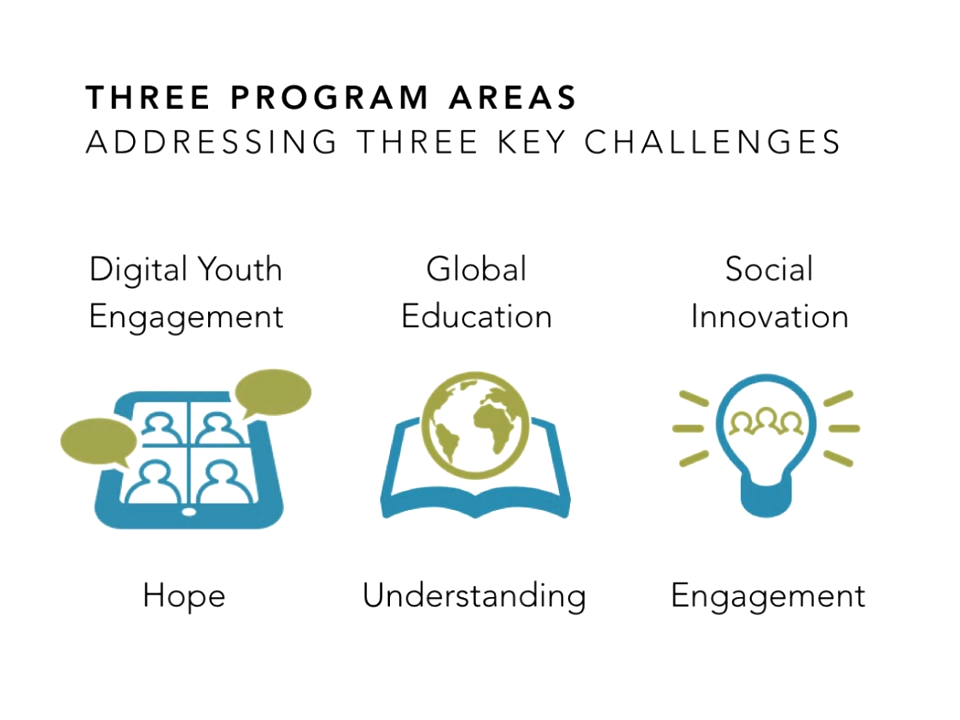 THREE PROGRAM AREAS
ADDRESSING THREE KEY CHALLENGES
Digital Youth
Engagement
Global
Education
Social
Innovation
Hope
Understanding
Engagement